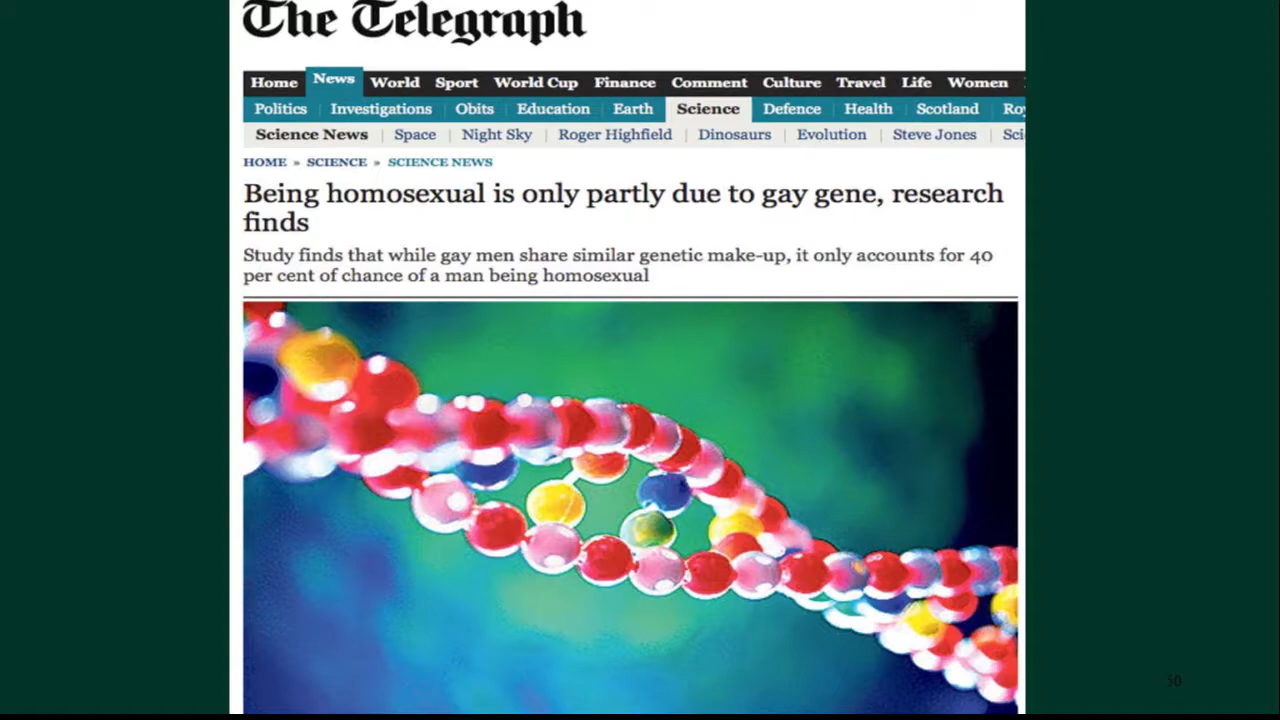 The Telegraph
Home News World Sport World Cup Finance Comment Culture Travel Life Women
Politics Investigations Obits Education Earth Science Defence Health Scotland Roy
Science News Space Night Sky Roger Highfield Dinosaurs Evolution Steve Jones Sci
HOME » SCIENCE » SCIENCE NEWS
Being homosexual is only partly due to gay gene, research
finds
Study finds that while gay men share similar genetic make-up, it only accounts for 40
per cent of chance of a man being homosexual